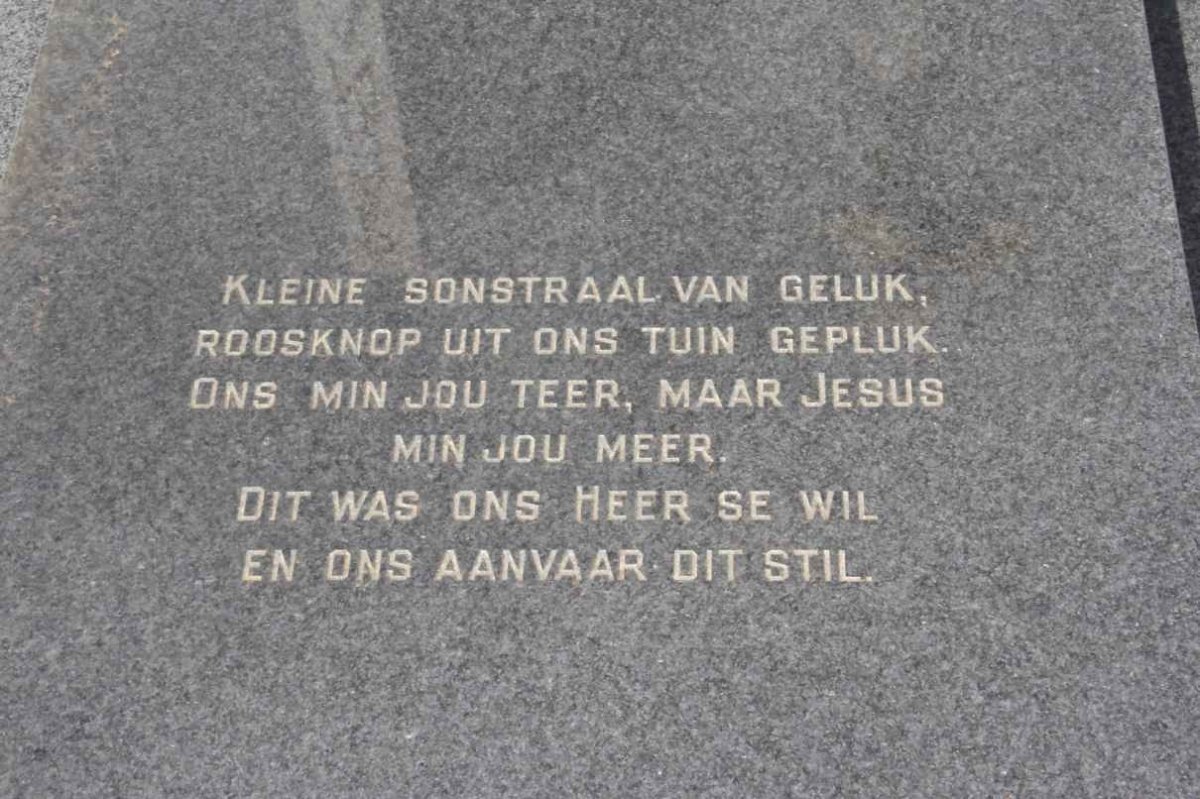 KLEINE SONSTRAAL VAN GELUK,
ROOSKNOP UIT ONS TUIN GEPLUK.
ONS MIN JOU TEER, MAAR JESUS
MIN JOU MEER.
DIT WAS ONS HEER SE WIL
EN ONS AANVAAR DIT STIL.